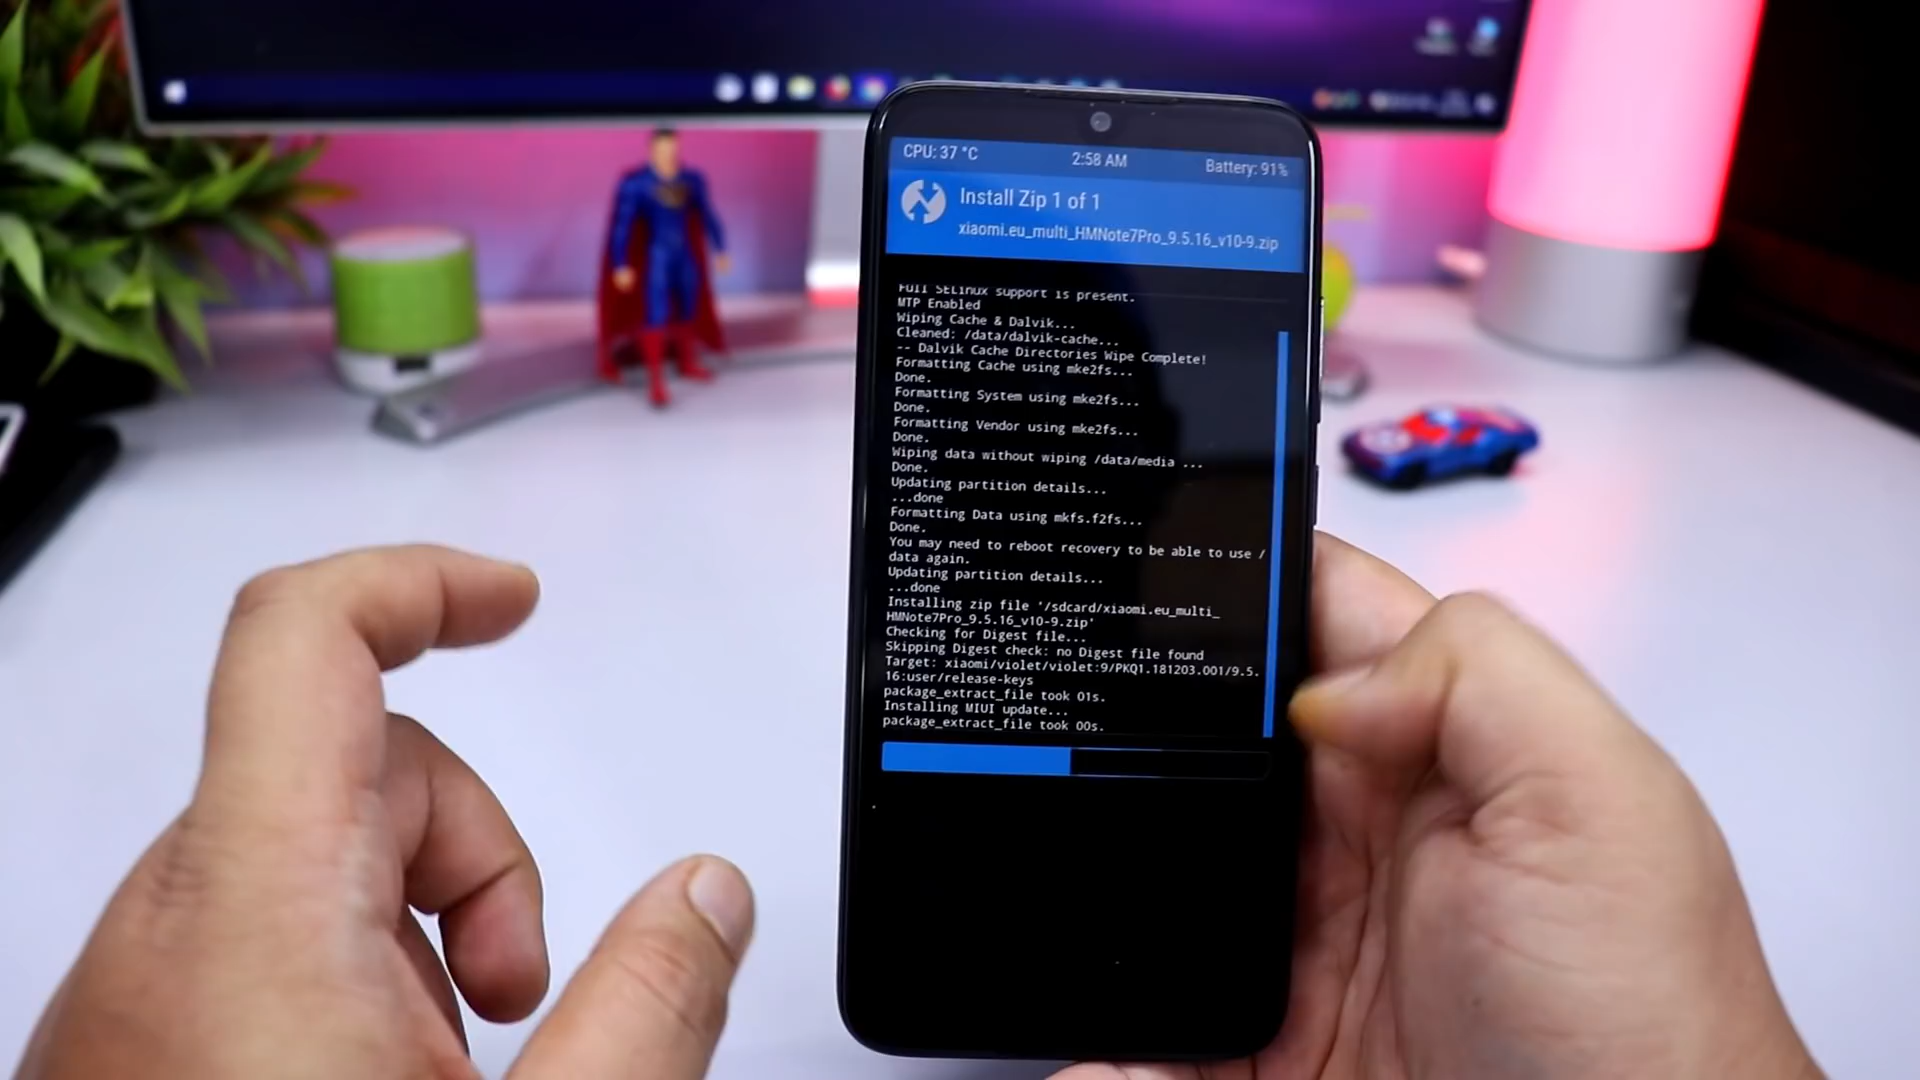 CPU: 37 °C
2:58 AM
Battery: 91%
Install Zip 1 of 1
xiaomi.eu_multi_HMNote7Pro_9.5.16_v10-9.zip
Full SELinux support is present.
MTP Enabled
Wiping Cache & Dalvik...
Cleaned: /data/dalvik-cache...
-- Dalvik Cache Directories Wipe Complete!
Formatting Cache using mke2fs...
Done.
Formatting System using mke2fs...
Done.
Formatting Vendor using mke2fs...
Done.
Wiping data without wiping /data/media ...
Done.
Updating partition details...
...done
Formatting Data using mkfs.f2fs...
Done.
You may need to reboot recovery to be able to use /
data again.
Updating partition details...
...done
Installing zip file '/sdcard/xiaomi.eu_multi_
HMNote7Pro_9.5.16_v10-9.zip'
Checking for Digest file...
Skipping Digest check: no Digest file found
Target: xiaomi/violet/violet:9/PKQ1.181203.001/9.5.
16:user/release-keys
package_extract_file took 01s.
Installing MIUI update...
package_extract_file took 00s.